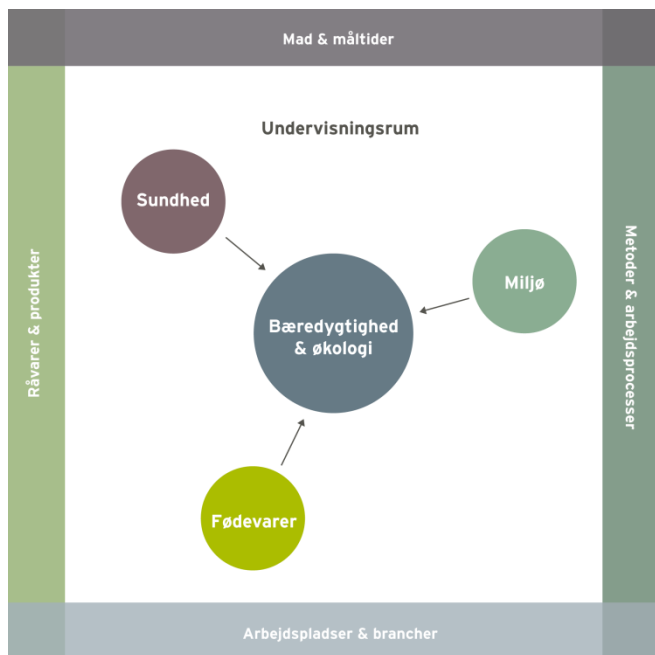 Mad & måltider
Undervisningsrum
Sundhed
Miljø
Bæredygtighed
& økologi
Fødevarer
Råvarer & produkter
Metoder & arbejdsprocesser
Arbejdspladser & brancher